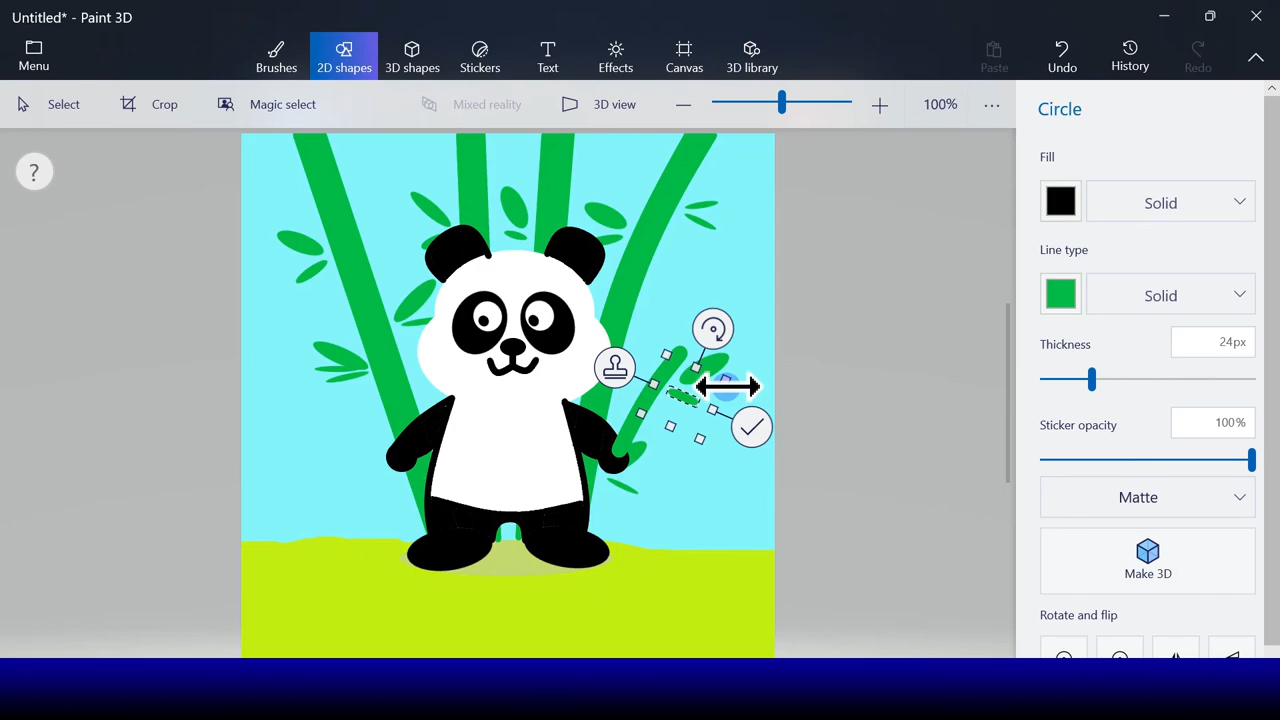 Untitled* - Paint 3D
Menu
Brushes
2D shapes
3D shapes
Stickers
Text
Effects
Canvas
3D library
Paste
Undo
History
Redo
Select
Crop
Magic select
Mixed reality
3D view
100%
?
Circle
Fill
Solid
Line type
Solid
Thickness
24px
Sticker opacity
100%
Matte
Make 3D
Rotate and flip